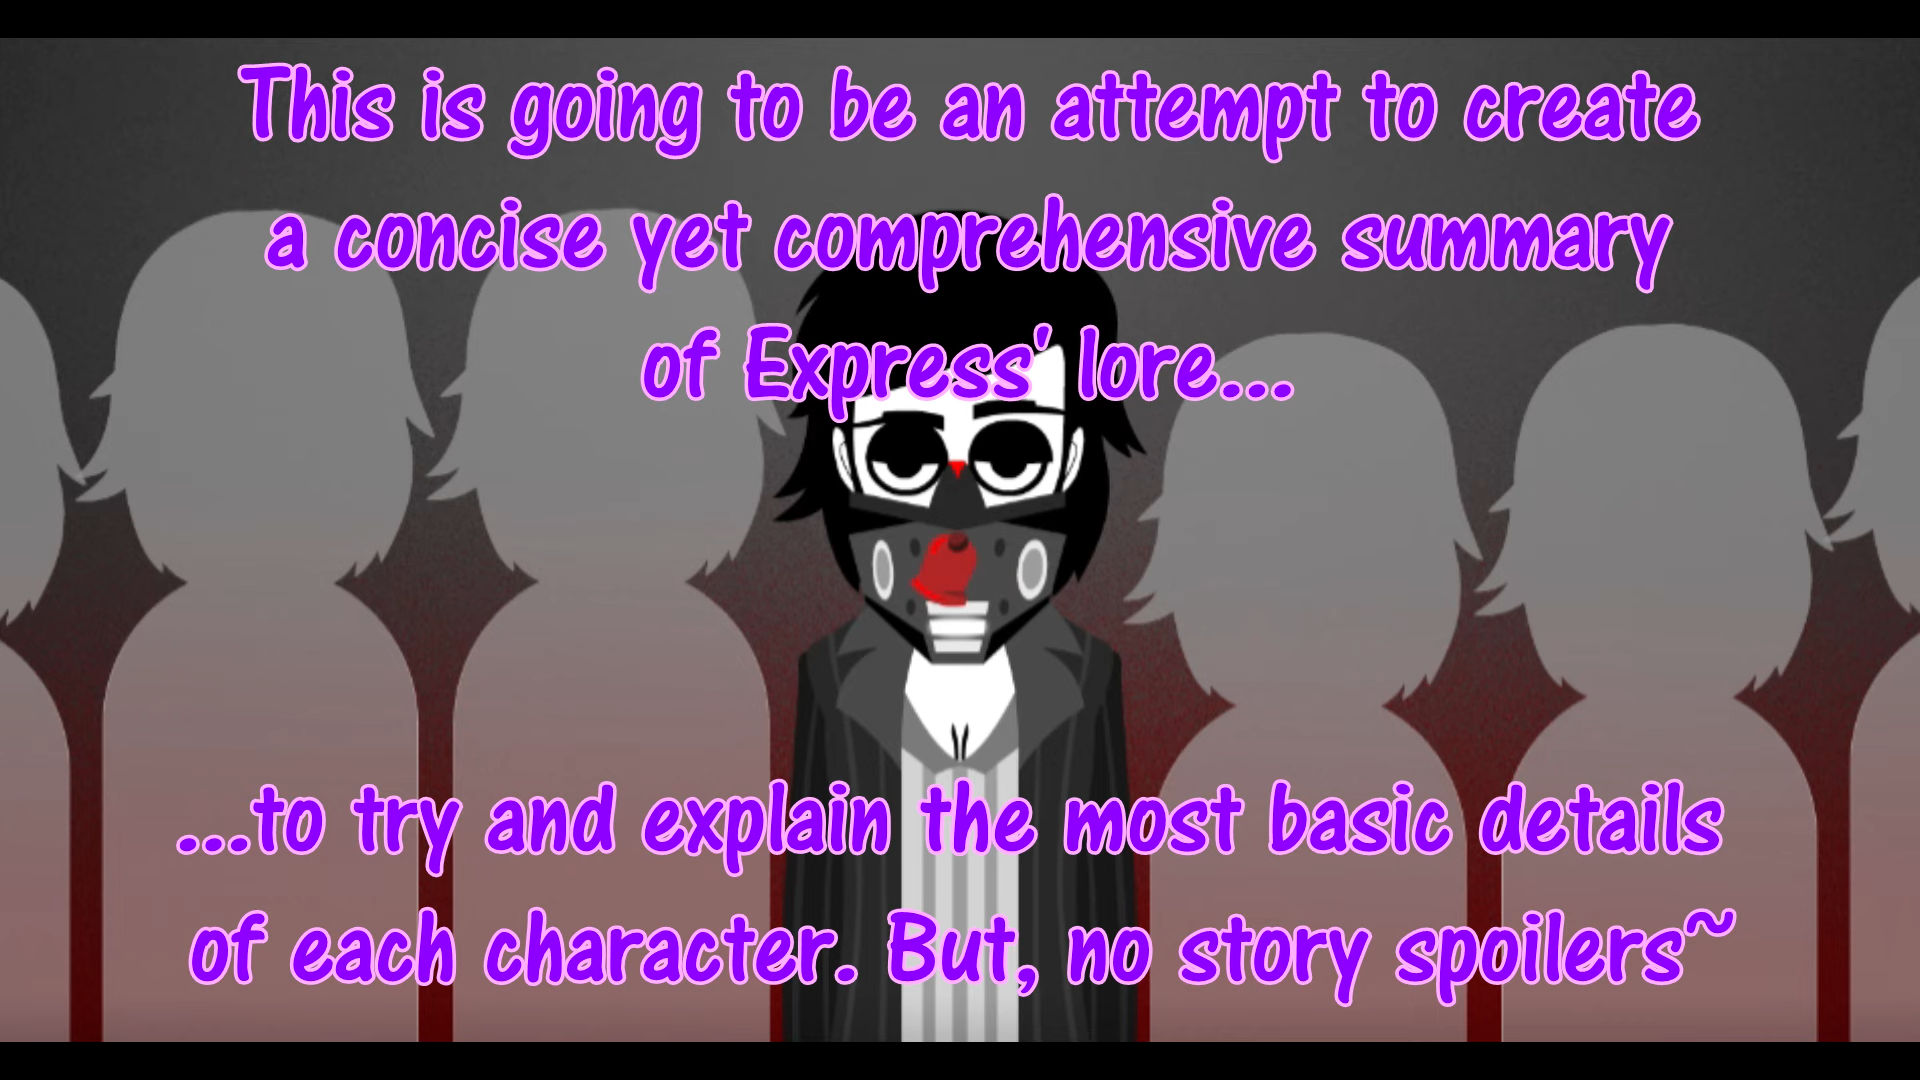 This is going to be an attempt to create
a concise yet comprehensive summary
of Express' lore...
...to try and explain the most basic details
of each character. But, no story spoilers~